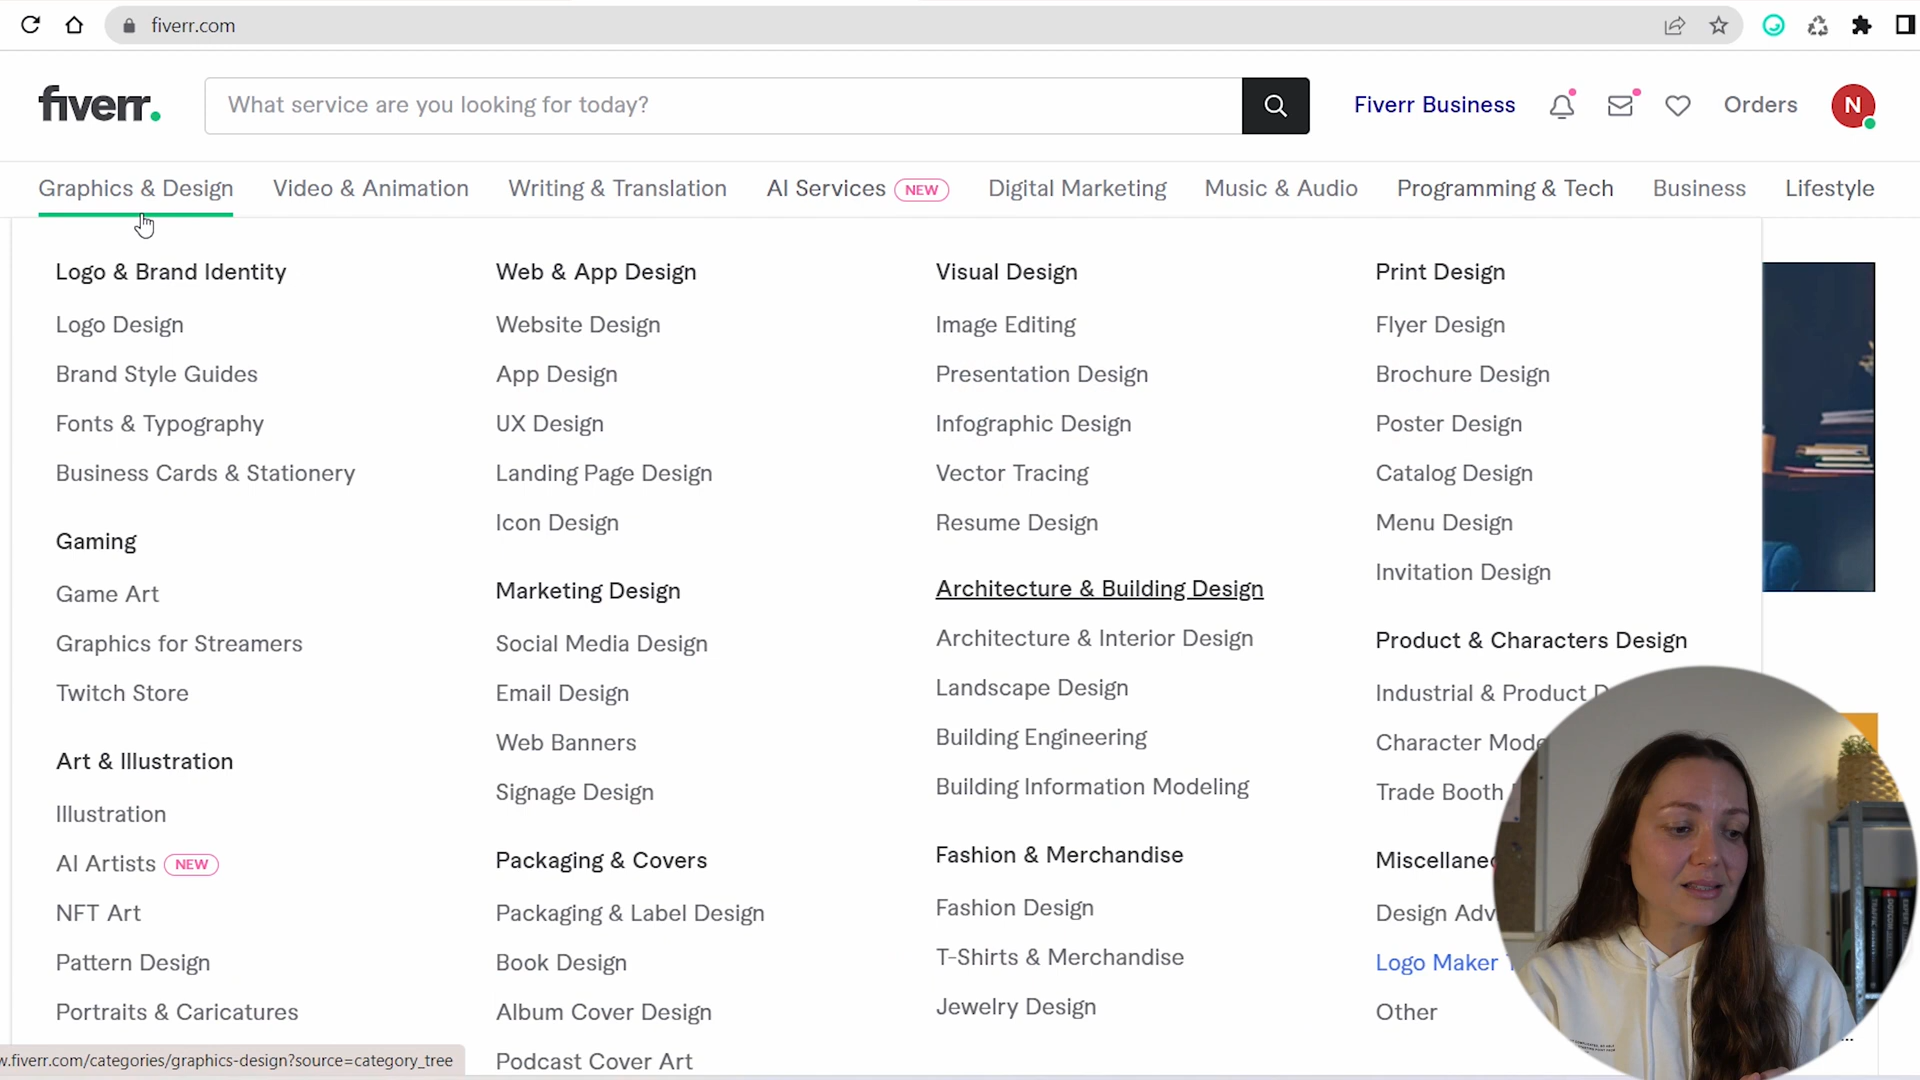 fiverr.com
fiverr.
What service are you looking for today?
Fiverr Business
Orders
N
Graphics & Design
Video & Animation
Writing & Translation
AI Services NEW
Digital Marketing
Music & Audio
Programming & Tech
Business
Lifestyle
Logo & Brand Identity
Logo Design
Brand Style Guides
Fonts & Typography
Business Cards & Stationery
Gaming
Game Art
Graphics for Streamers
Twitch Store
Art & Illustration
Illustration
AI Artists NEW
NFT Art
Pattern Design
Portraits & Caricatures
Web & App Design
Website Design
App Design
UX Design
Landing Page Design
Icon Design
Marketing Design
Social Media Design
Email Design
Web Banners
Signage Design
Packaging & Covers
Packaging & Label Design
Book Design
Album Cover Design
Podcast Cover Art
Visual Design
Image Editing
Presentation Design
Infographic Design
Vector Tracing
Resume Design
Architecture & Building Design
Architecture & Interior Design
Landscape Design
Building Engineering
Building Information Modeling
Fashion & Merchandise
Fashion Design
T-Shirts & Merchandise
Jewelry Design
Print Design
Flyer Design
Brochure Design
Poster Design
Catalog Design
Menu Design
Invitation Design
Product & Characters Design
Industrial & Product
Character
Trade Booth
Design
Logo Maker
Other
w.fiverr.com/categories/graphics-design?source=category_tree